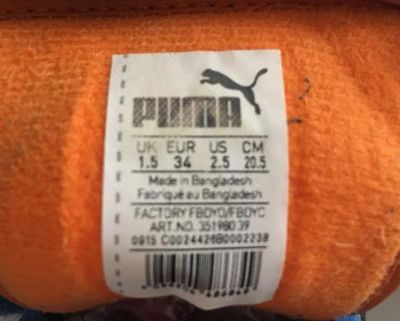 PUMA
UK EUR US CM
1.5 34 2.5 20.5
Made in Bangladesh
Fabriqué au Bangladesh
FACTORY FBDYD/FBDYC
ART.NO. 351980 39
0915 C0024426B0002238